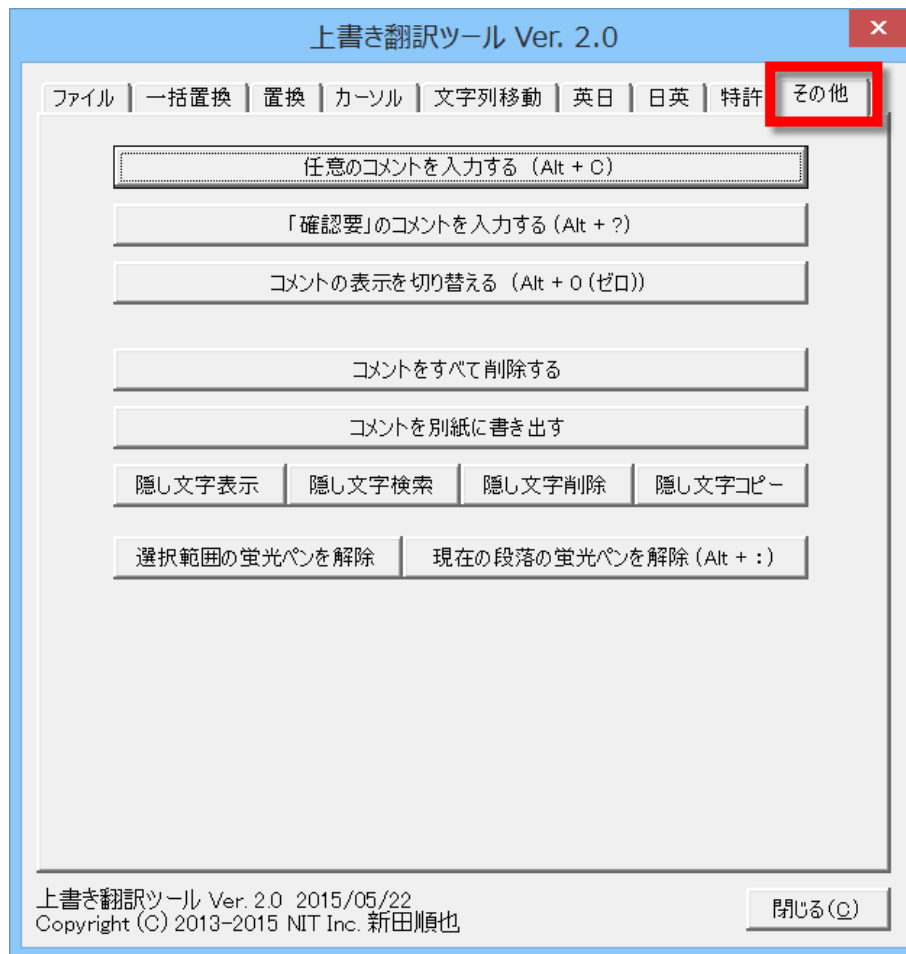 上書き翻訳ツール Ver. 2.0
ファイル 一括置換 置換 カーソル 文字列移動 英日 日英 特許 その他
任意のコメントを入力する (Alt + C)
「確認要」のコメントを入力する (Alt + ?)
コメントの表示を切り替える (Alt + 0 (ゼロ))
コメントをすべて削除する
コメントを別紙に書き出す
隠し文字表示 隠し文字検索 隠し文字削除 隠し文字コピー
選択範囲の蛍光ペンを解除 現在の段落の蛍光ペンを解除 (Alt + :)
上書き翻訳ツール Ver. 2.0 2015/05/22
Copyright (C) 2013-2015 NIT Inc. 新田順也
閉じる(C)